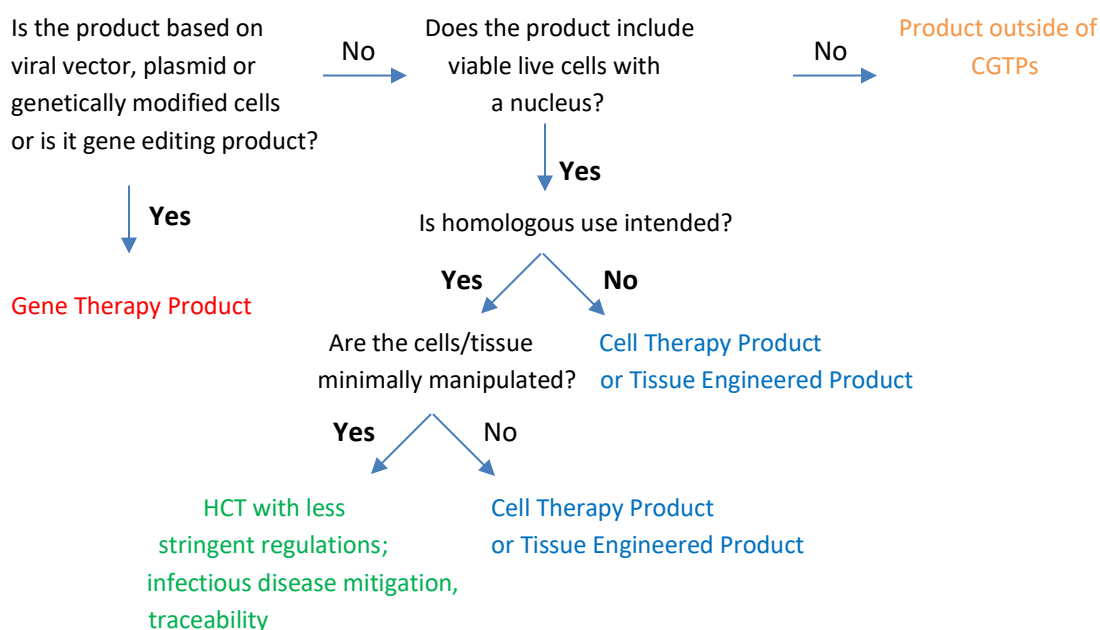 Is the product based on
viral vector, plasmid or
genetically modified cells
or is it gene editing product?
No
Does the product include
viable live cells with
a nucleus?
No
Product outside of
CGTPs
Yes
Gene Therapy Product
Yes
Is homologous use intended?
Yes
No
Are the cells/tissue
minimally manipulated?
Cell Therapy Product
or Tissue Engineered Product
Yes
No
HCT with less
stringent regulations;
infectious disease mitigation,
traceability
Cell Therapy Product
or Tissue Engineered Product